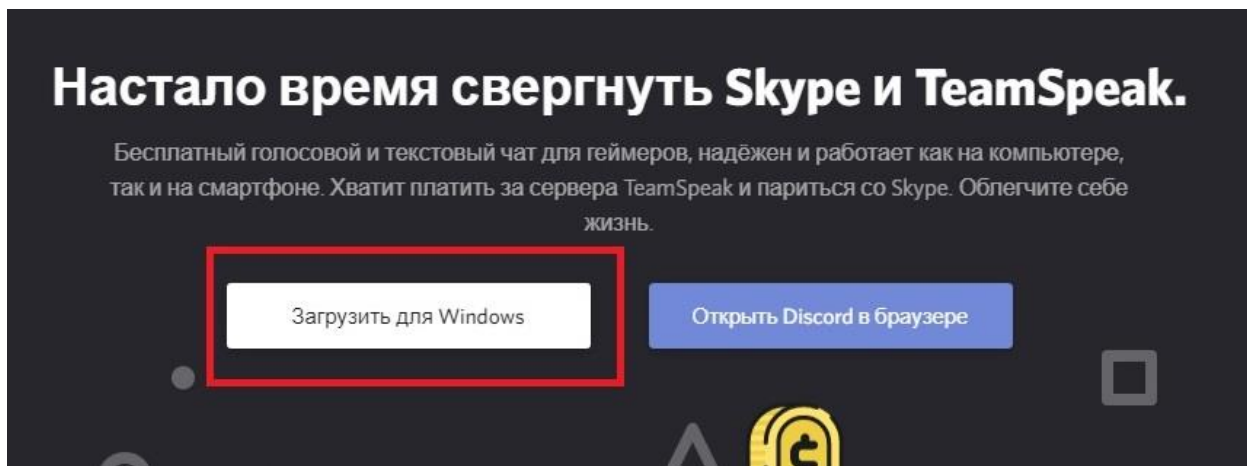 Настало время свергнуть Skype и TeamSpeak.
Бесплатный голосовой и текстовый чат для геймеров, надёжен и работает как на компьютере,
так и на смартфоне. Хватит платить за сервера TeamSpeak и париться со Skype. Облегчите себе
жизнь.
Загрузить для Windows
Открыть Discord в браузере